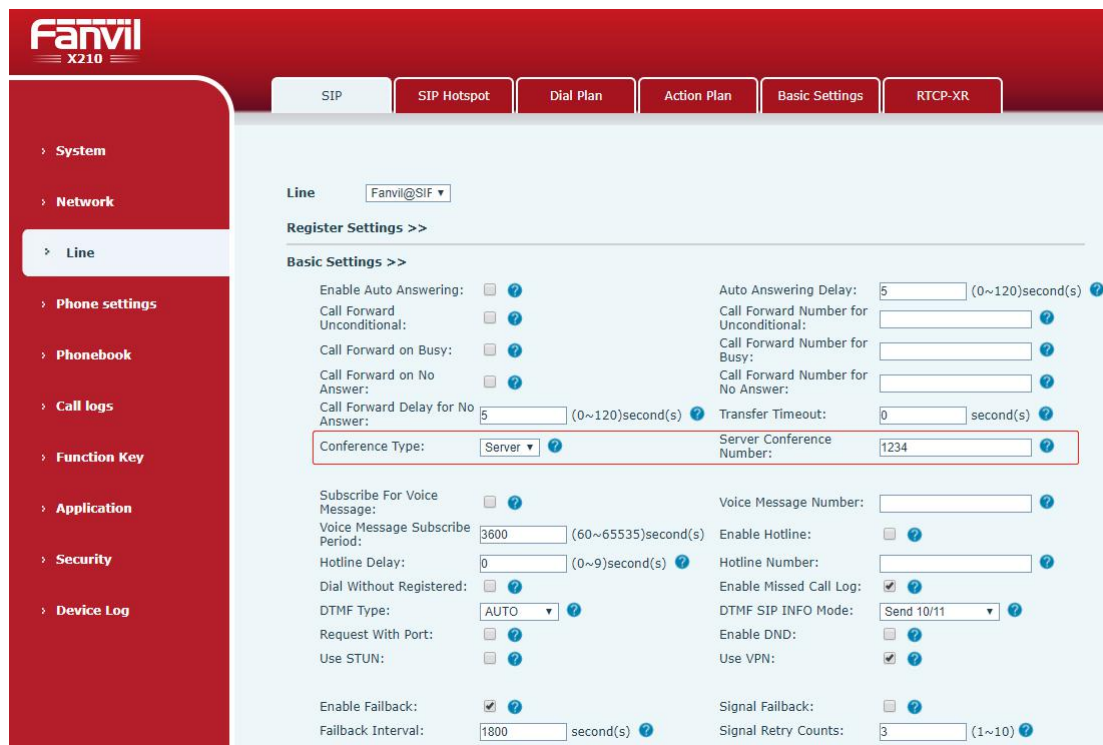 Fanvil
X210
SIP
SIP Hotspot
Dial Plan
Action Plan
Basic Settings
RTCP-XR
› System
› Network
› Line
› Phone settings
› Phonebook
› Call logs
› Function Key
› Application
› Security
› Device Log
Line Fanvil@SIF
Register Settings >>
Basic Settings >>
Enable Auto Answering: ? Auto Answering Delay: 5 (0~120)second(s) ?
Call Forward
Unconditional: ? Call Forward Number for
Unconditional: ?
Call Forward on Busy: ? Call Forward Number for
Busy: ?
Call Forward on No
Answer: ? Call Forward Number for
No Answer: ?
Call Forward Delay for No
Answer: 5 (0~120)second(s) ? Transfer Timeout: 0 second(s) ?
Conference Type: Server ? Server Conference
Number: 1234 ?
Subscribe For Voice
Message: ? Voice Message Number: ?
Voice Message Subscribe
Period: 3600 (60~65535)second(s) Enable Hotline: ?
Hotline Delay: 0 (0~9)second(s) ? Hotline Number: ?
Dial Without Registered: ? Enable Missed Call Log: ?
DTMF Type: AUTO ? DTMF SIP INFO Mode: Send 10/11 ?
Request With Port: ? Enable DND: ?
Use STUN: ? Use VPN: ?
Enable Failback: ? Signal Failback: ?
Failback Interval: 1800 second(s) ? Signal Retry Counts: 3 (1~10) ?